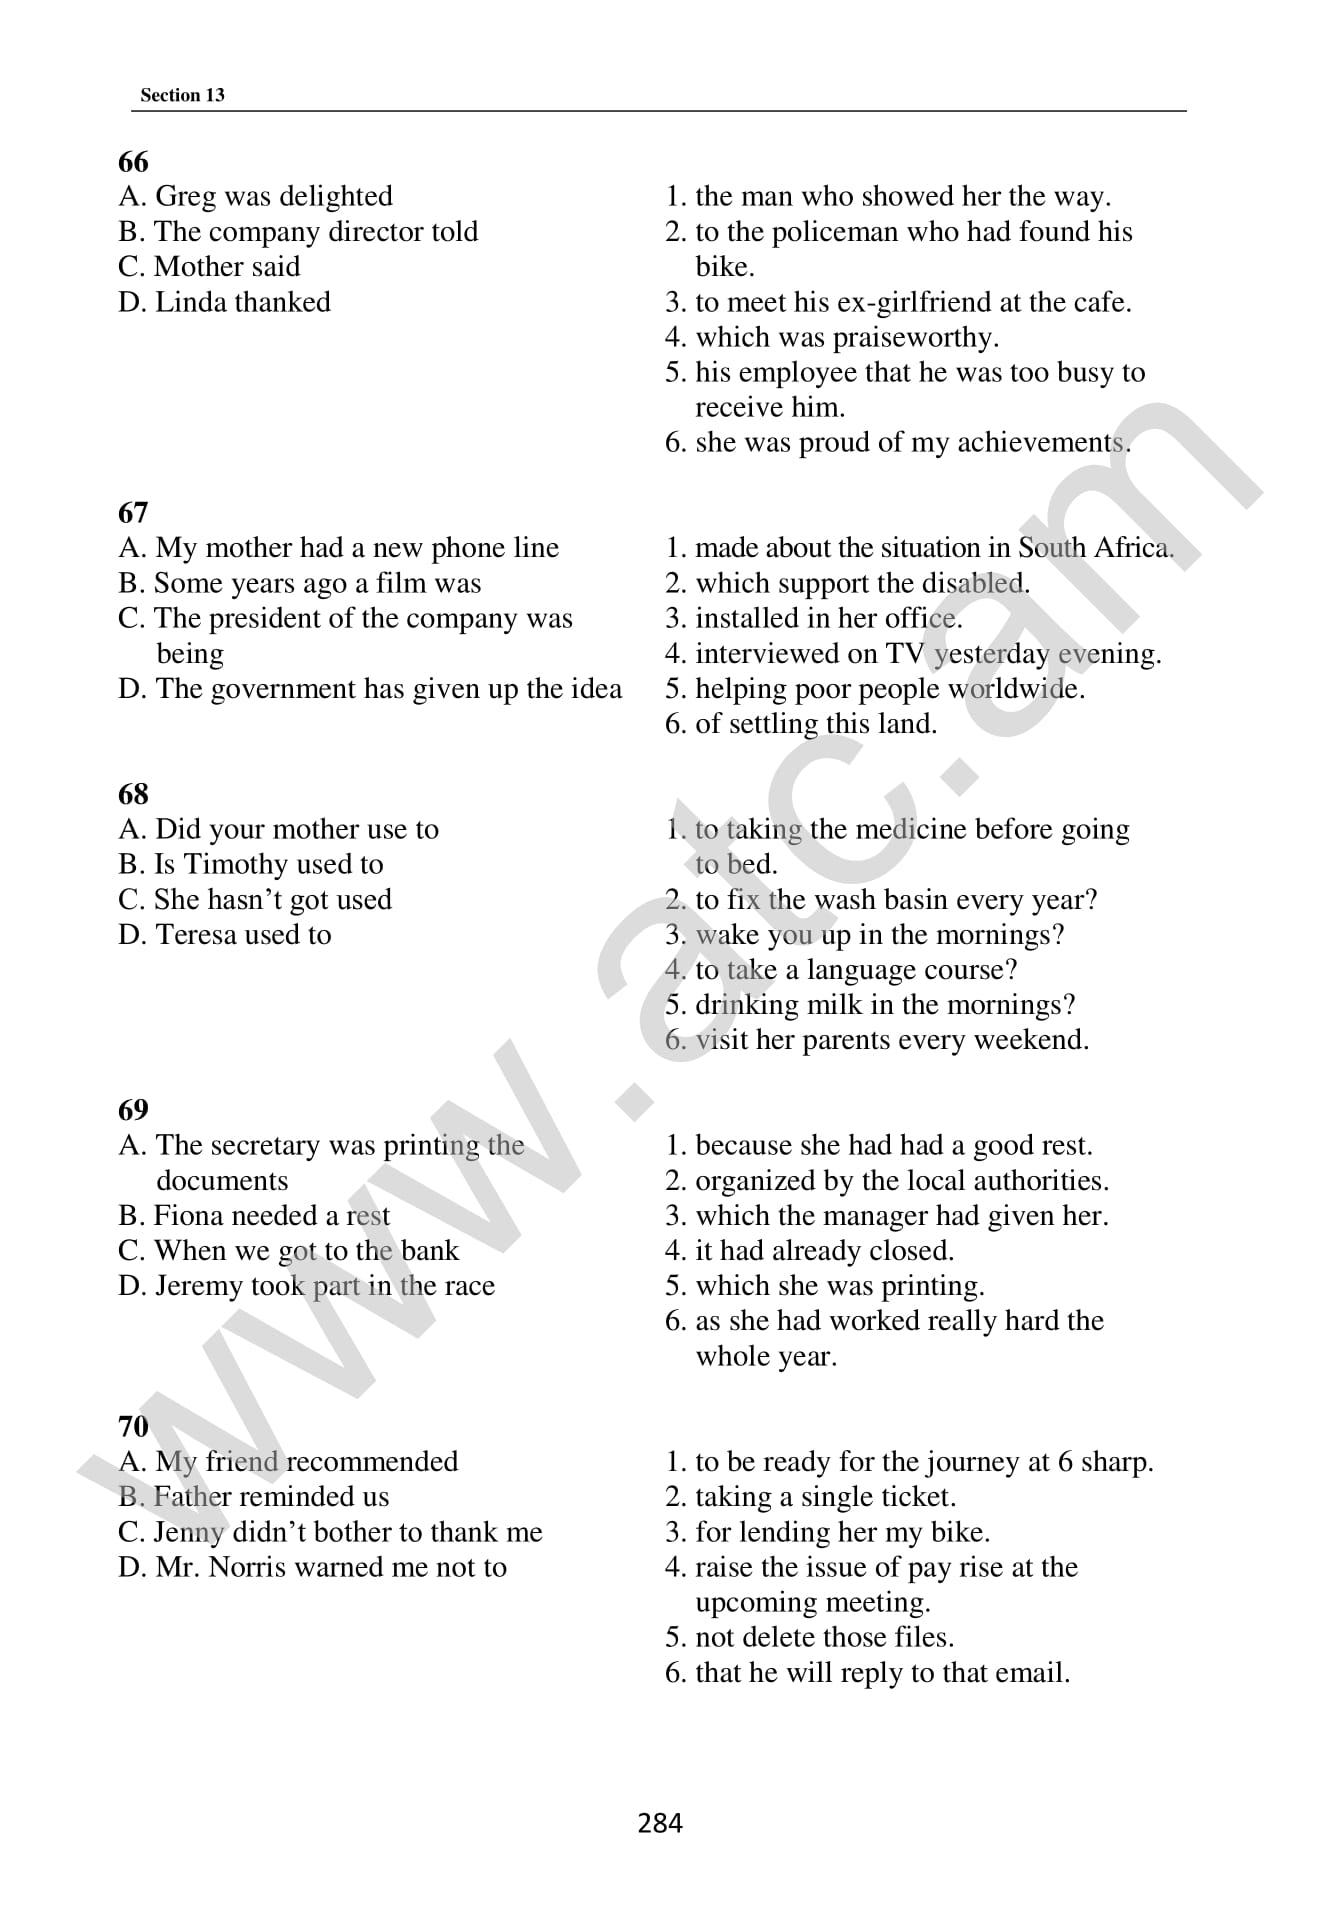 Section 13
66
A. Greg was delighted
B. The company director told
C. Mother said
D. Linda thanked
1. the man who showed her the way.
2. to the policeman who had found his
bike.
3. to meet his ex-girlfriend at the cafe.
4. which was praiseworthy.
5. his employee that he was too busy to
receive him.
6. she was proud of my achievements.
67
A. My mother had a new phone line
B. Some years ago a film was
C. The president of the company was
being
D. The government has given up the idea
1. made about the situation in South Africa.
2. which support the disabled.
3. installed in her office.
4. interviewed on TV yesterday evening.
5. helping poor people worldwide.
6. of settling this land.
68
A. Did your mother use to
B. Is Timothy used to
C. She hasn’t got used
D. Teresa used to
1. to taking the medicine before going
to bed.
2. to fix the wash basin every year?
3. wake you up in the mornings?
4. to take a language course?
5. drinking milk in the mornings?
6. visit her parents every weekend.
69
A. The secretary was printing the
documents
B. Fiona needed a rest
C. When we got to the bank
D. Jeremy took part in the race
1. because she had had a good rest.
2. organized by the local authorities.
3. which the manager had given her.
4. it had already closed.
5. which she was printing.
6. as she had worked really hard the
whole year.
70
A. My friend recommended
B. Father reminded us
C. Jenny didn’t bother to thank me
D. Mr. Norris warned me not to
1. to be ready for the journey at 6 sharp.
2. taking a single ticket.
3. for lending her my bike.
4. raise the issue of pay rise at the
upcoming meeting.
5. not delete those files.
6. that he will reply to that email.
284
www.atc.am